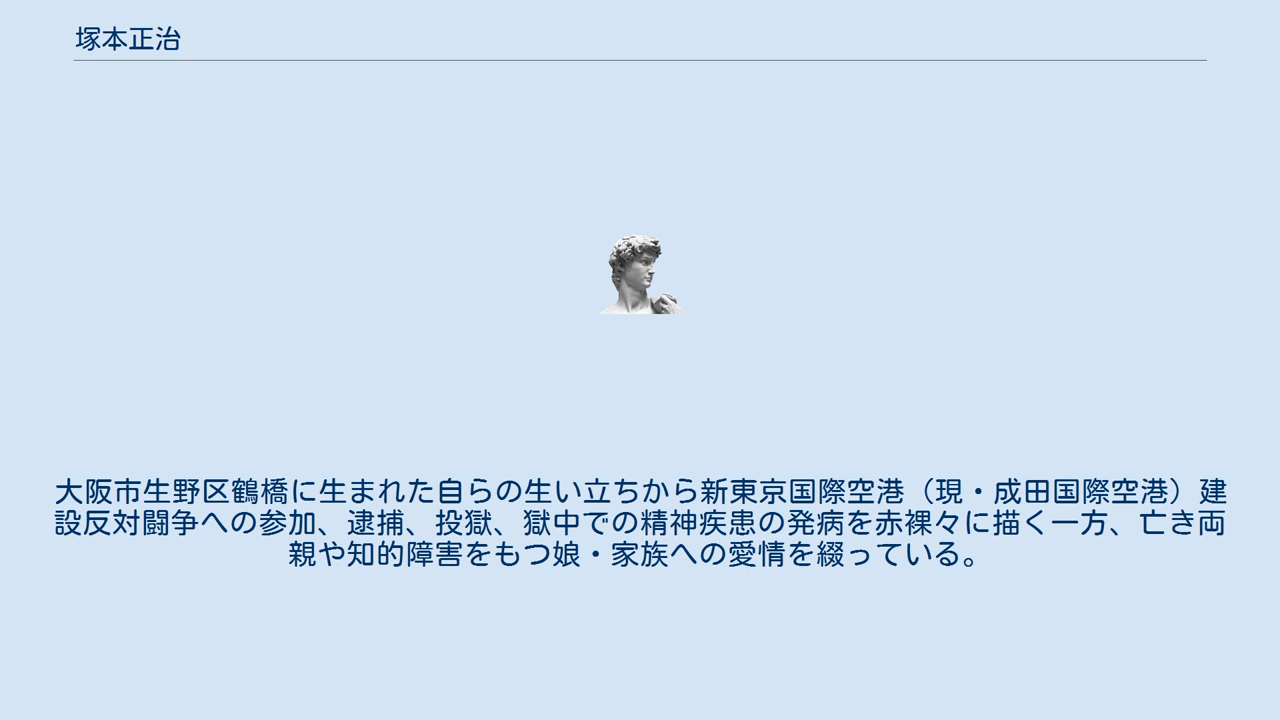 塚本正治
大阪市生野区鶴橋に生まれた自らの生い立ちから新東京国際空港（現・成田国際空港）建
設反対闘争への参加、逮捕、投獄、獄中での精神疾患の発病を赤裸々に描く一方、亡き両
親や知的障害をもつ娘・家族への愛情を綴っている。